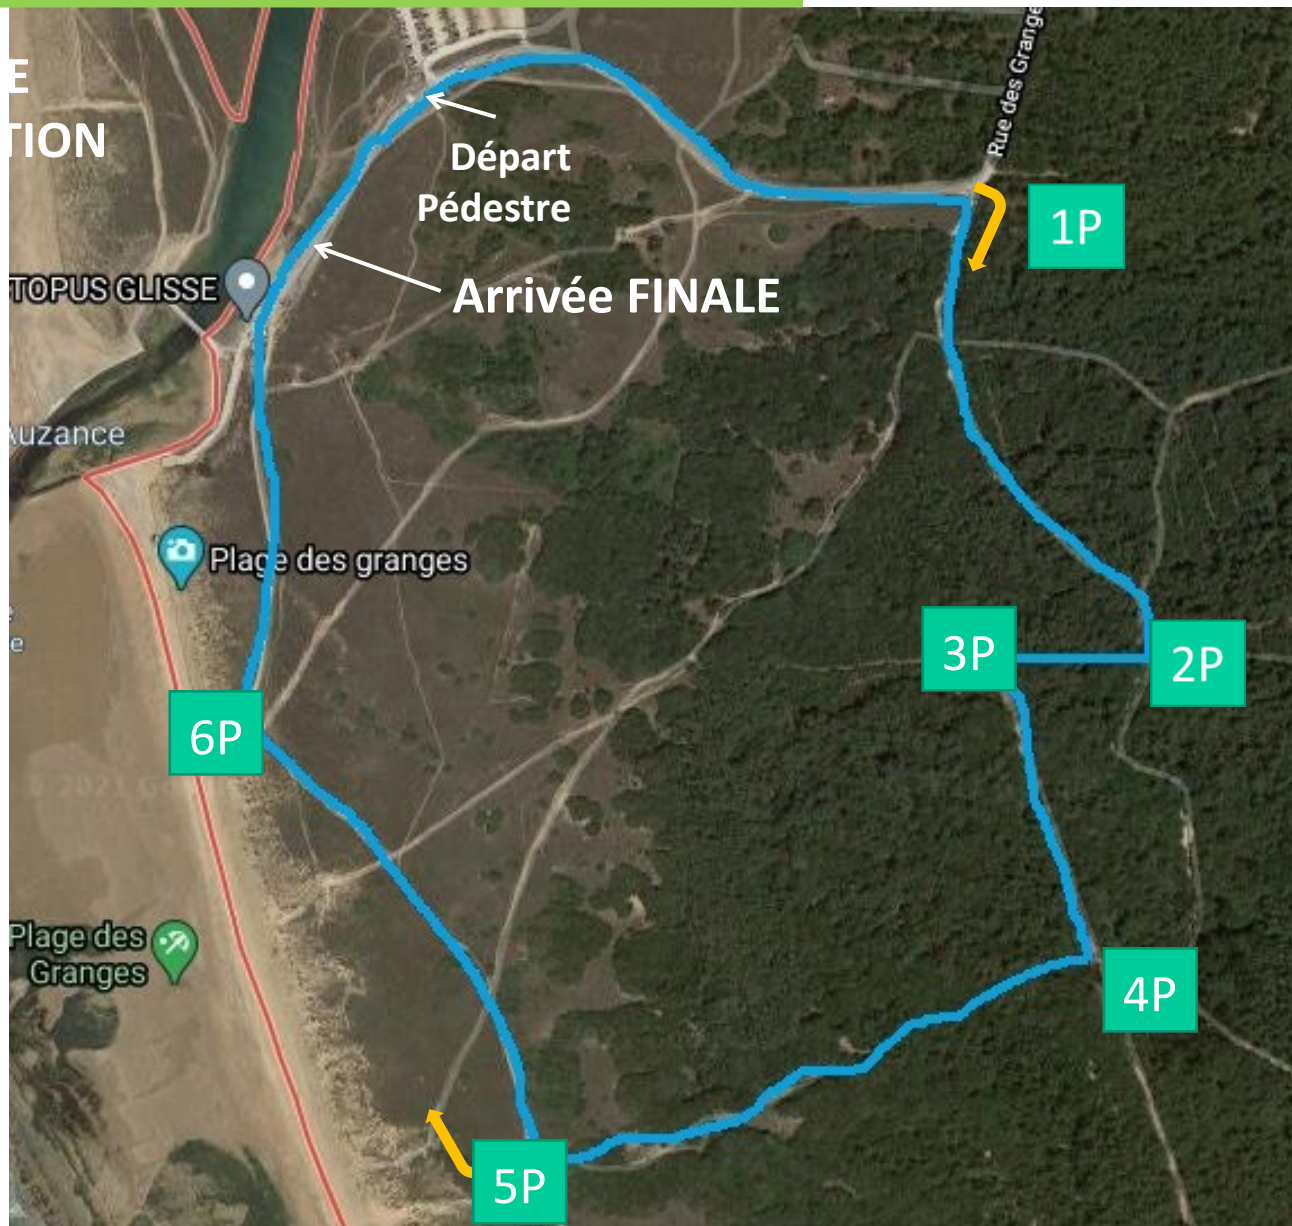 E
TION
Rue des Grange
1P
Départ
Pédestre
Arrivée FINALE
TOPUS GLISSE
Auzance
Plage des granges
e
3P
2P
6P
Plage des
Granges
4P
5P